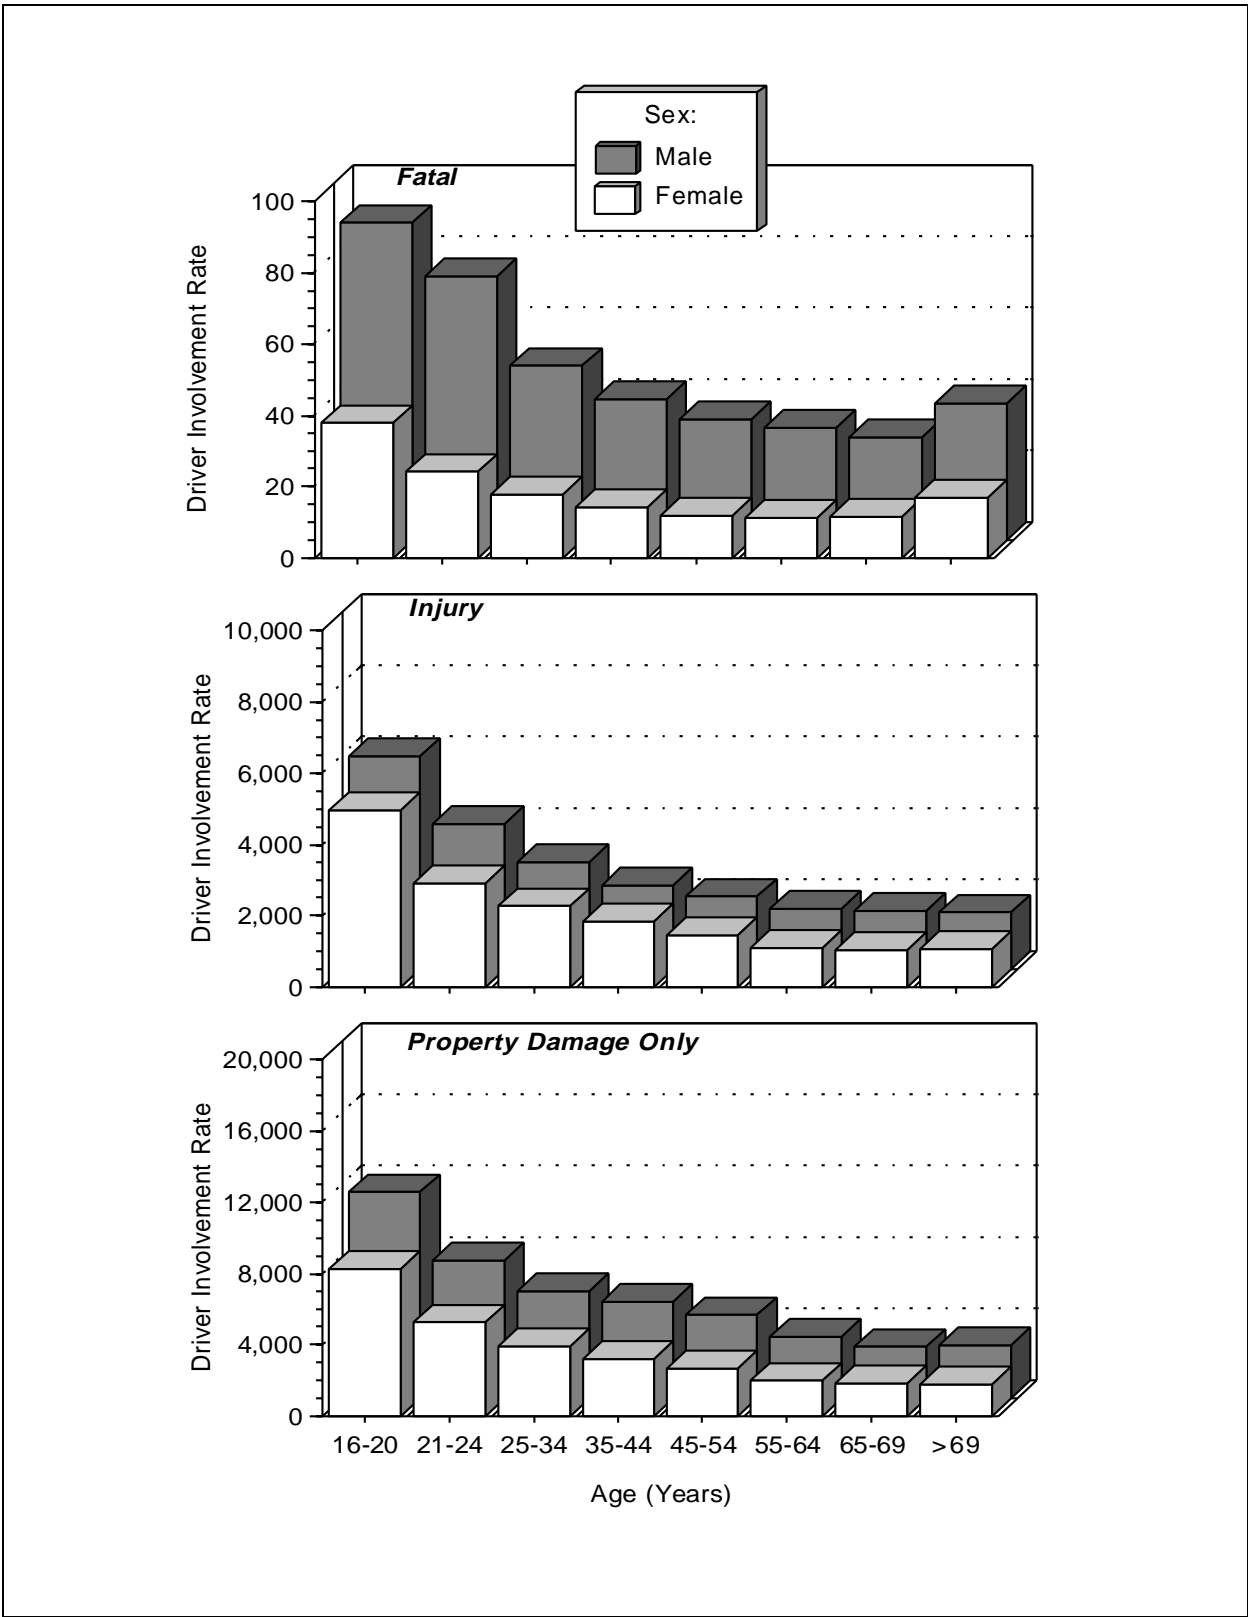 Sex:
Male
Female
Fatal
100
80
60
40
20
0
Driver Involvement Rate
Injury
10,000
8,000
6,000
4,000
2,000
0
Driver Involvement Rate
Property Damage Only
20,000
16,000
12,000
8,000
4,000
0
Driver Involvement Rate
16-20 21-24 25-34 35-44 45-54 55-64 65-69 >69
Age (Years)